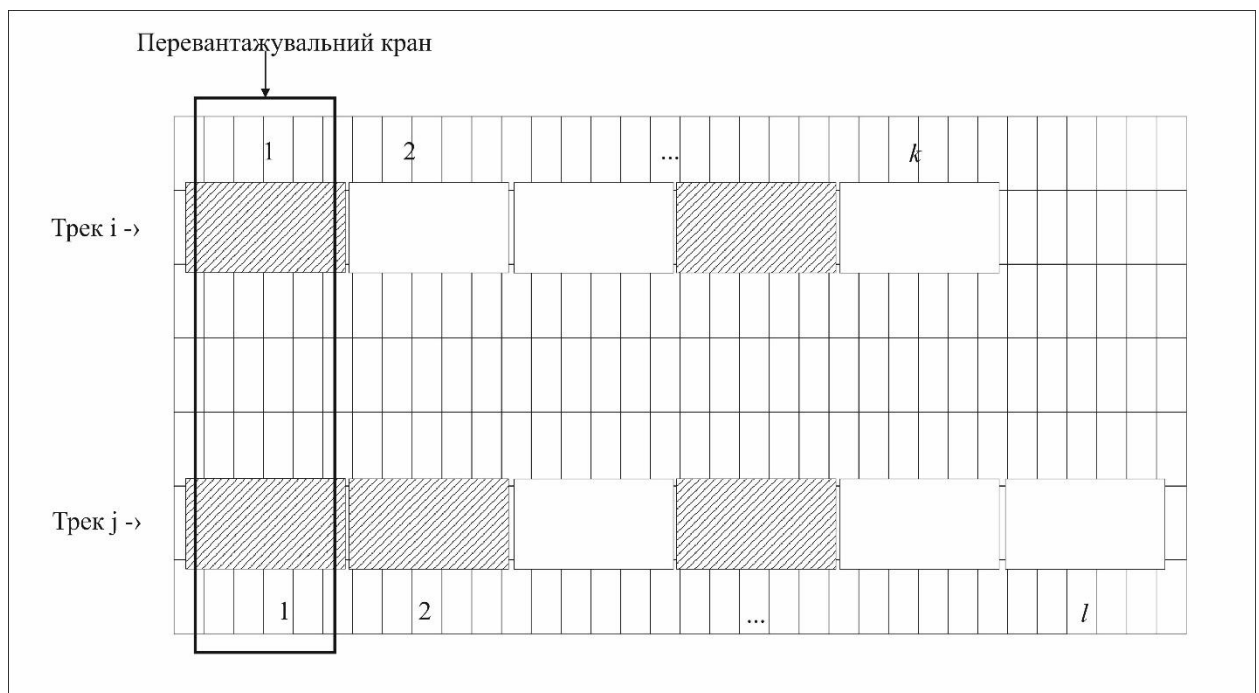 Перевантажувальний кран
1 2 ... k
Трек i -›
Трек j -›
1 2 ... l